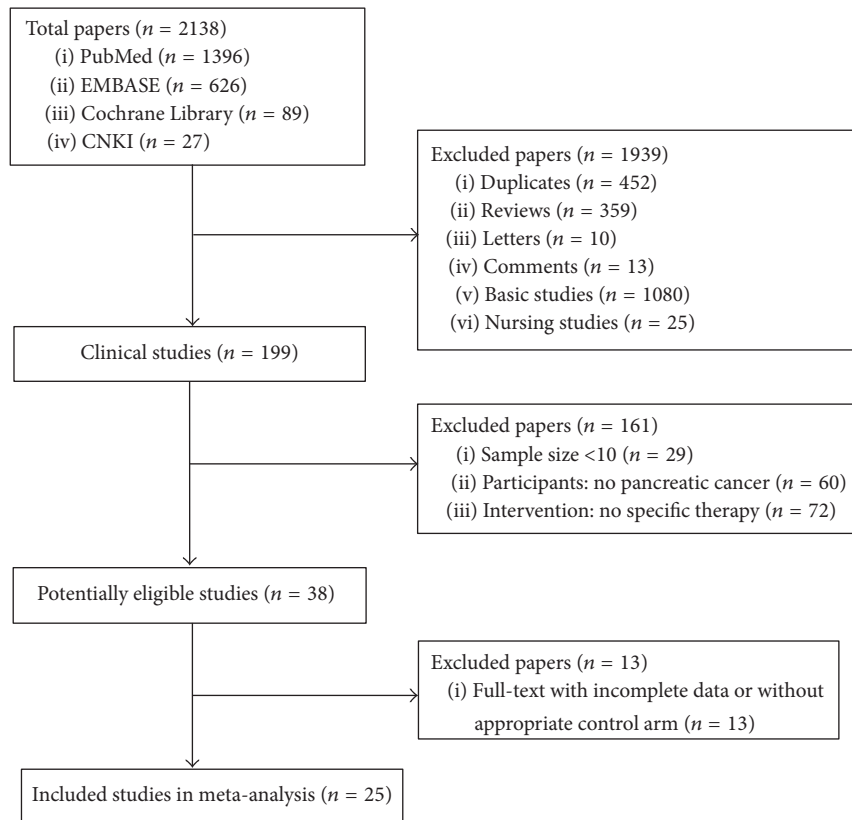 Total papers (n = 2138)
(i) PubMed (n = 1396)
(ii) EMBASE (n = 626)
(iii) Cochrane Library (n = 89)
(iv) CNKI (n = 27)
Excluded papers (n = 1939)
(i) Duplicates (n = 452)
(ii) Reviews (n = 359)
(iii) Letters (n = 10)
(iv) Comments (n = 13)
(v) Basic studies (n = 1080)
(vi) Nursing studies (n = 25)
Clinical studies (n = 199)
Excluded papers (n = 161)
(i) Sample size <10 (n = 29)
(ii) Participants: no pancreatic cancer (n = 60)
(iii) Intervention: no specific therapy (n = 72)
Potentially eligible studies (n = 38)
Excluded papers (n = 13)
(i) Full-text with incomplete data or without
appropriate control arm (n = 13)
Included studies in meta-analysis (n = 25)